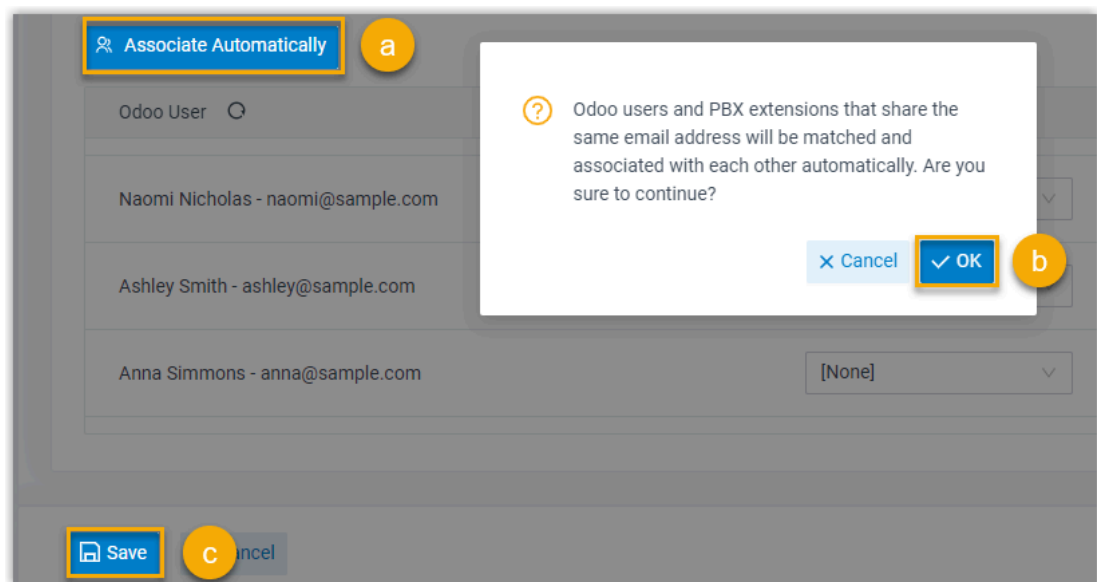 Associate Automatically
a
Odoo User
Odoo users and PBX extensions that share the
same email address will be matched and
associated with each other automatically. Are you
sure to continue?
Naomi Nicholas - naomi@sample.com
Cancel
OK
b
Ashley Smith - ashley@sample.com
Anna Simmons - anna@sample.com
[None]
Save
c